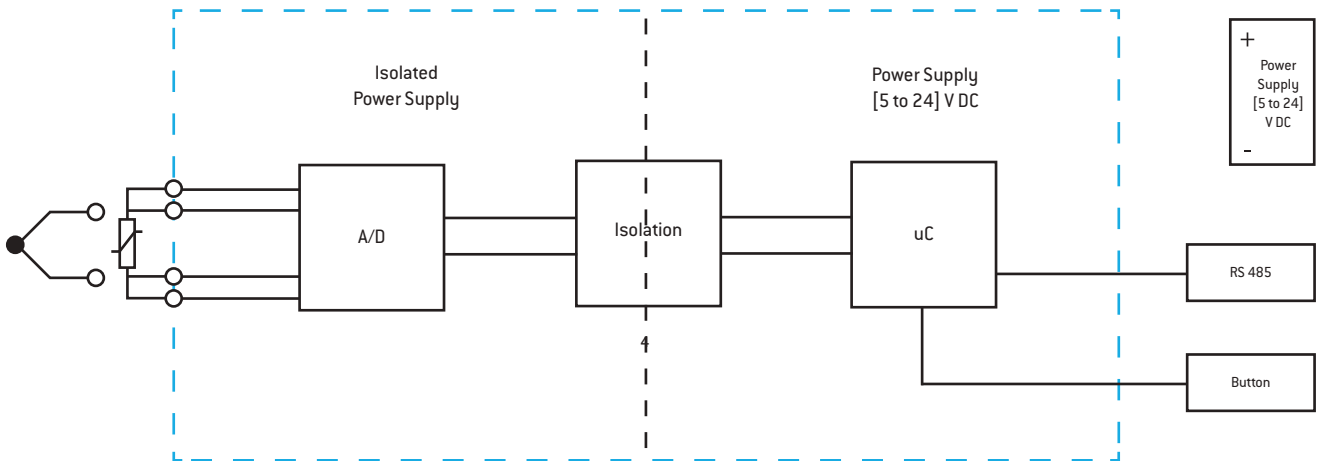 Isolated
Power Supply
Power Supply
[5 to 24] V DC
+
Power
Supply
[5 to 24]
V DC
-
A/D
Isolation
uC
RS 485
4
Button